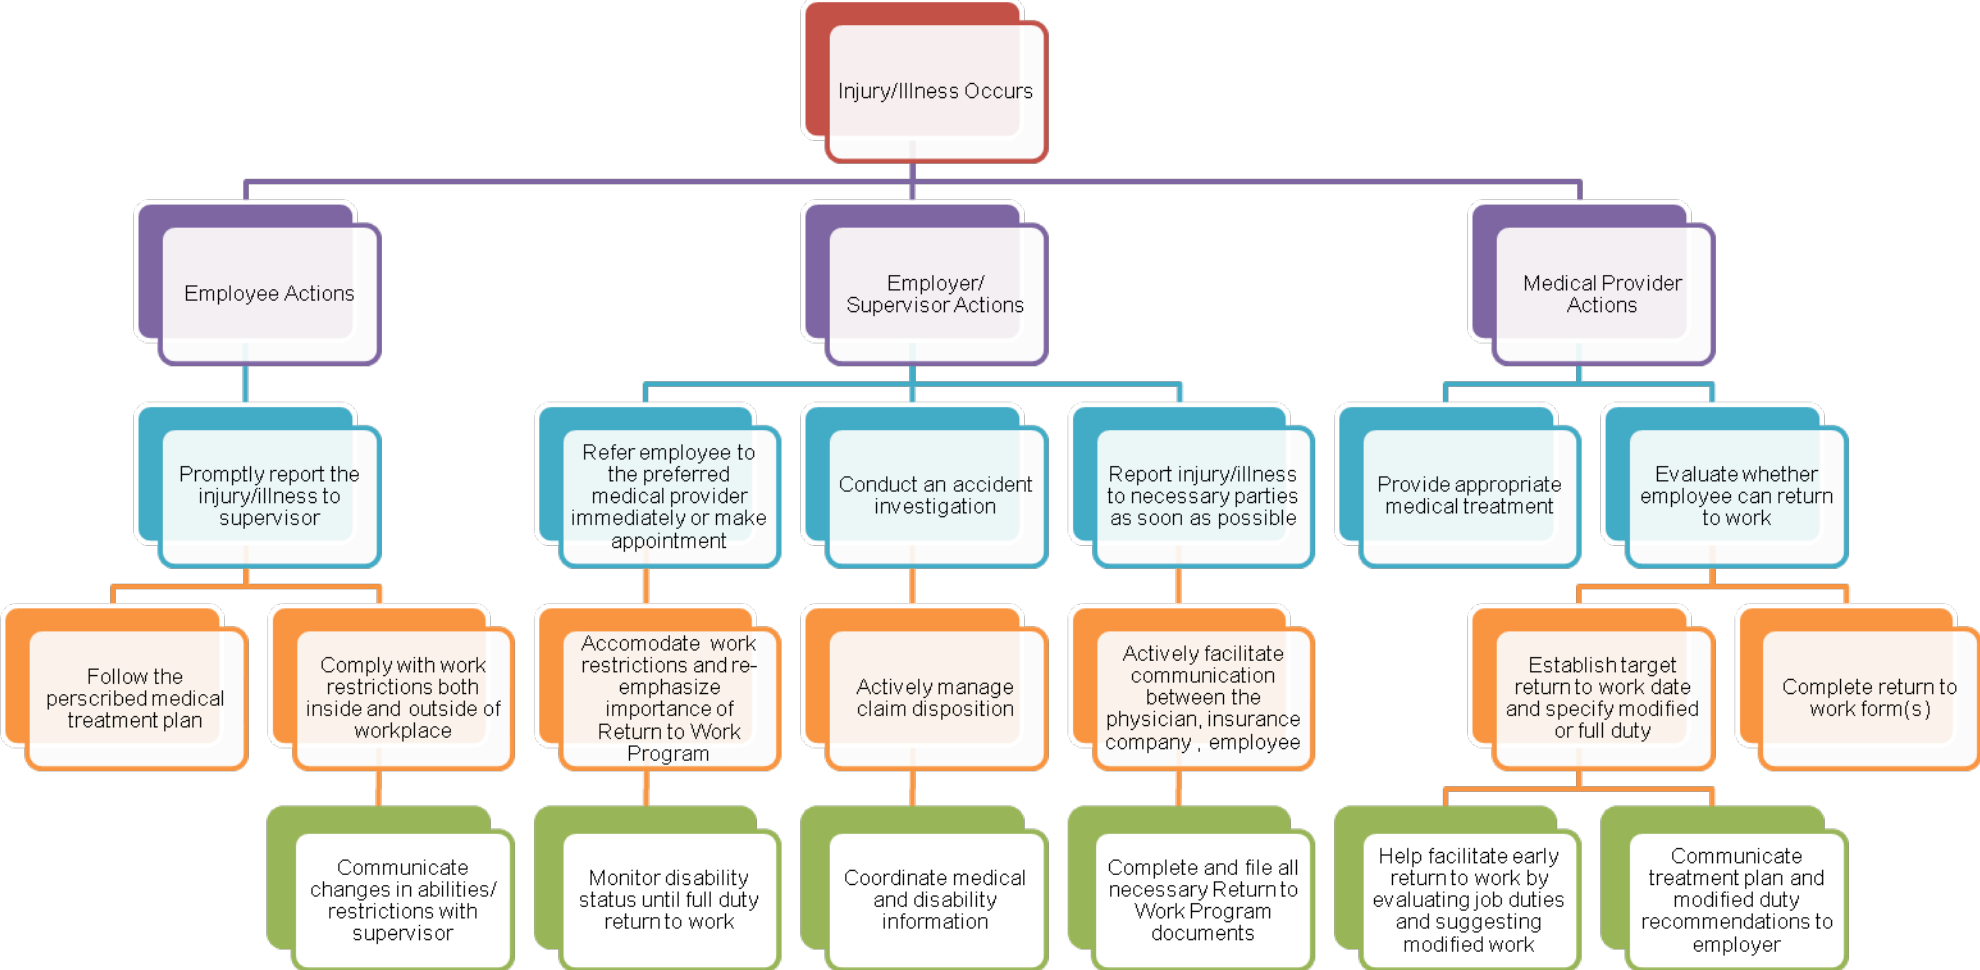 Injury/Illness Occurs
Employee Actions
Employer/
Supervisor Actions
Medical Provider
Actions
Promptly report the
injury/illness to
supervisor
Refer employee to
the preferred
medical provider
immediately or make
appointment
Conduct an accident
investigation
Report injury/illness
to necessary parties
as soon as possible
Provide appropriate
medical treatment
Evaluate whether
employee can return
to work
Follow the
perscribed medical
treatment plan
Comply with work
restrictions both
inside and outside of
workplace
Accomodate work
restrictions and re-
emphasize
importance of
Return to Work
Program
Actively manage
claim disposition
Actively facilitate
communication
between the
physician, insurance
company , employee
Establish target
return to work date
and specify modified
or full duty
Complete return to
work form(s)
Communicate
changes in abilities/
restrictions with
supervisor
Monitor disability
status until full duty
return to work
Coordinate medical
and disability
information
Complete and file all
necessary Return to
Work Program
documents
Help facilitate early
return to work by
evaluating job duties
and suggesting
modified work
Communicate
treatment plan and
modified duty
recommendations to
employer